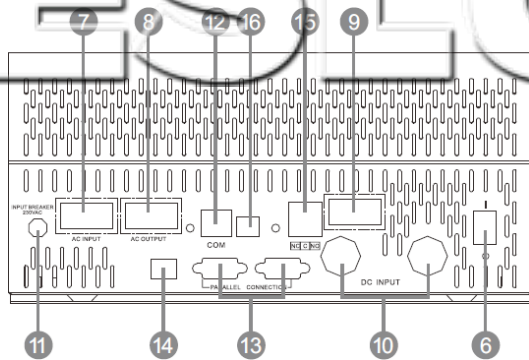 7 8 12 16 15 9
INPUT BREAKER
230VAC
AC INPUT
AC OUTPUT
COM
NC C NO
PARALLEL CONNECTION
DC INPUT
11 14 13 10 6